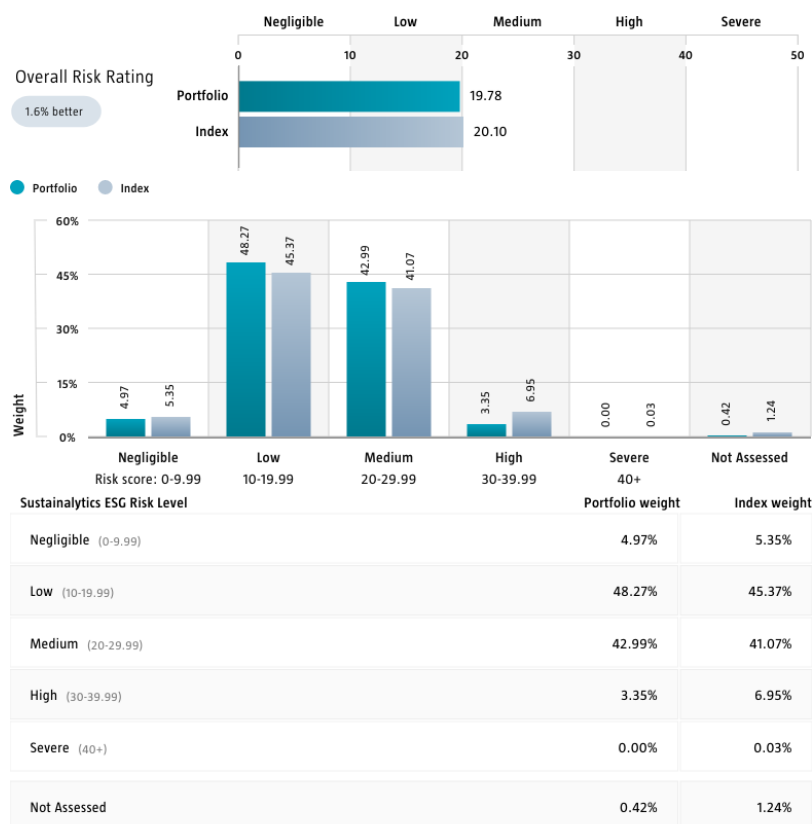 Negligible Low Medium High Severe
0 10 20 30 40 50
Overall Risk Rating
1.6% better
Portfolio 19.78
Index 20.10
Portfolio Index
60%
45%
30%
15%
0%
Weight
4.97 5.35 48.27 45.37 42.99 41.07 3.35 6.95 0.00 0.03 0.42 1.24
Negligible Low Medium High Severe Not Assessed
Risk score: 0-9.99 10-19.99 20-29.99 30-39.99 40+
Sustainalytics ESG Risk Level Portfolio weight Index weight
Negligible (0-9.99) 4.97% 5.35%
Low (10-19.99) 48.27% 45.37%
Medium (20-29.99) 42.99% 41.07%
High (30-39.99) 3.35% 6.95%
Severe (40+) 0.00% 0.03%
Not Assessed 0.42% 1.24%